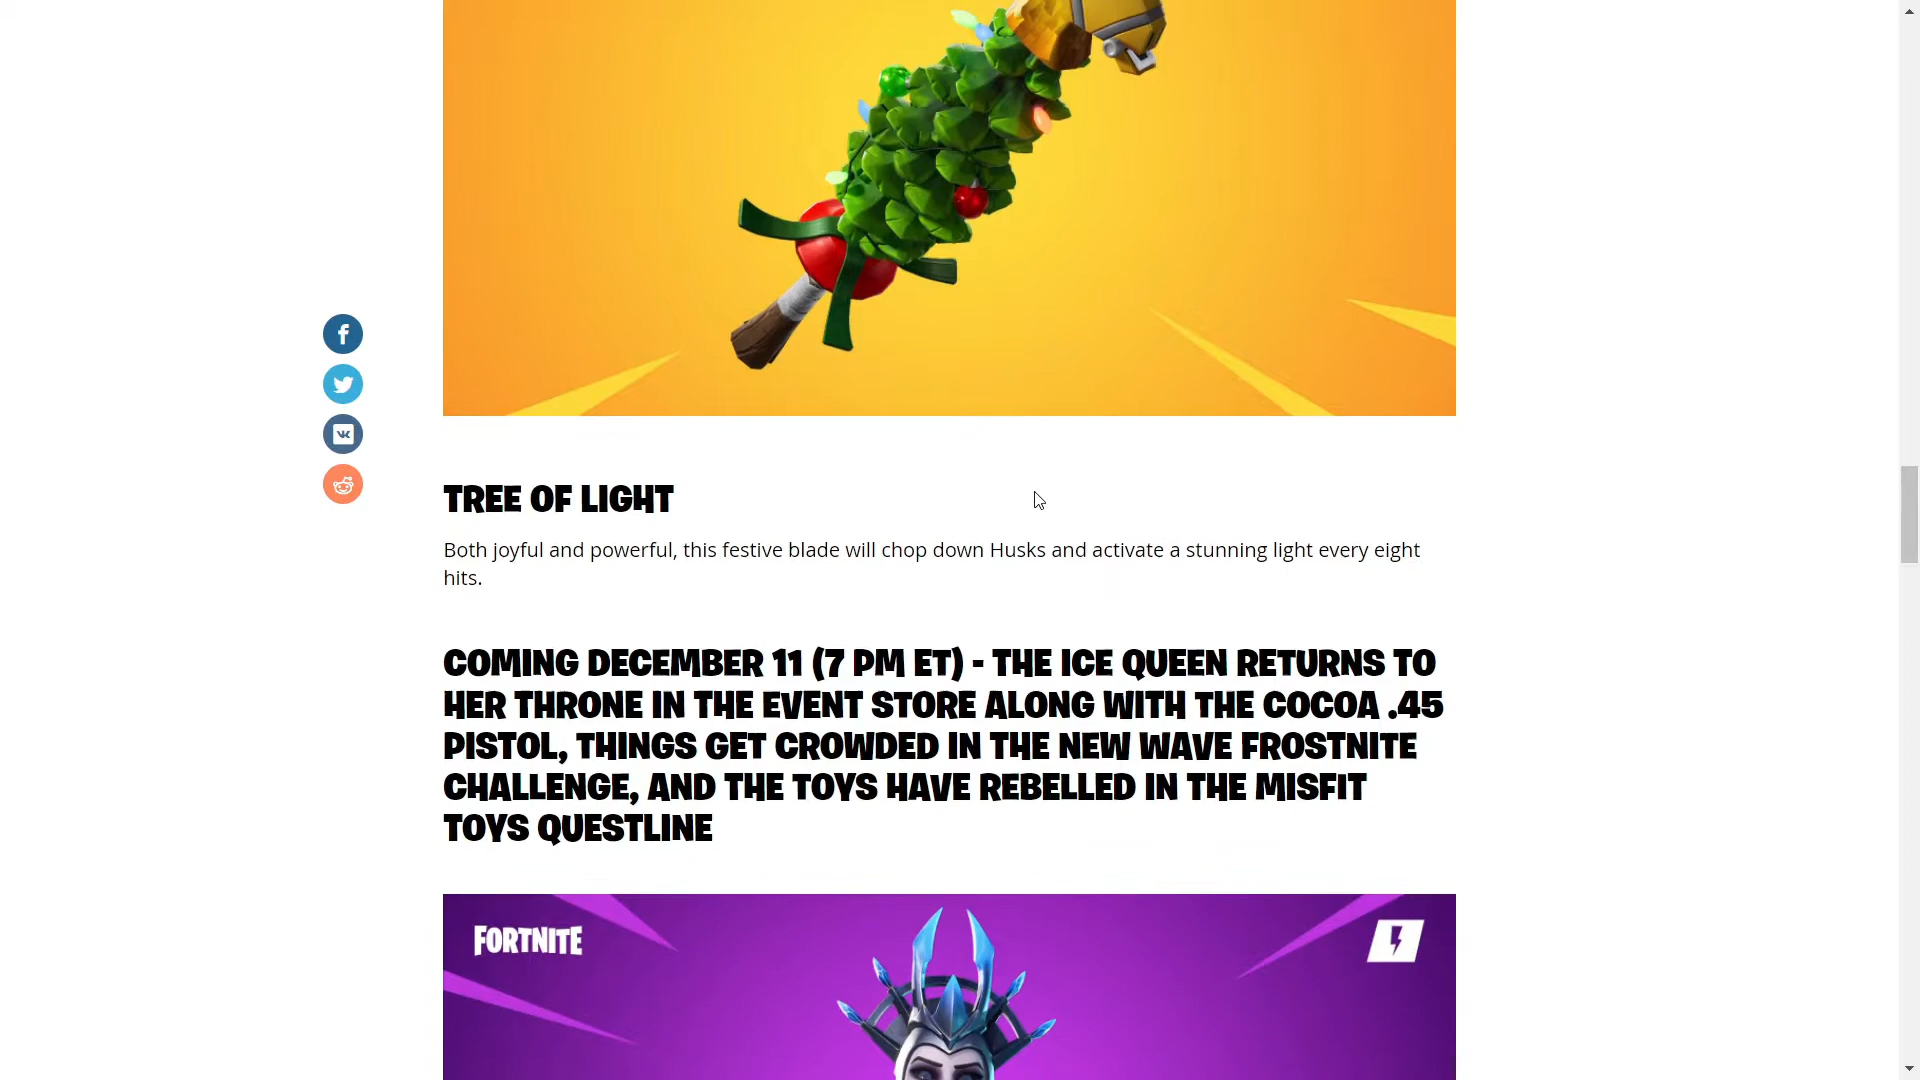 TREE OF LIGHT
Both joyful and powerful, this festive blade will chop down Husks and activate a stunning light every eight
hits.
COMING DECEMBER 11 (7 PM ET) - THE ICE QUEEN RETURNS TO
HER THRONE IN THE EVENT STORE ALONG WITH THE COCOA .45
PISTOL, THINGS GET CROWDED IN THE NEW WAVE FROSTNITE
CHALLENGE, AND THE TOYS HAVE REBELLED IN THE MISFIT
TOYS QUESTLINE
FORTNITE